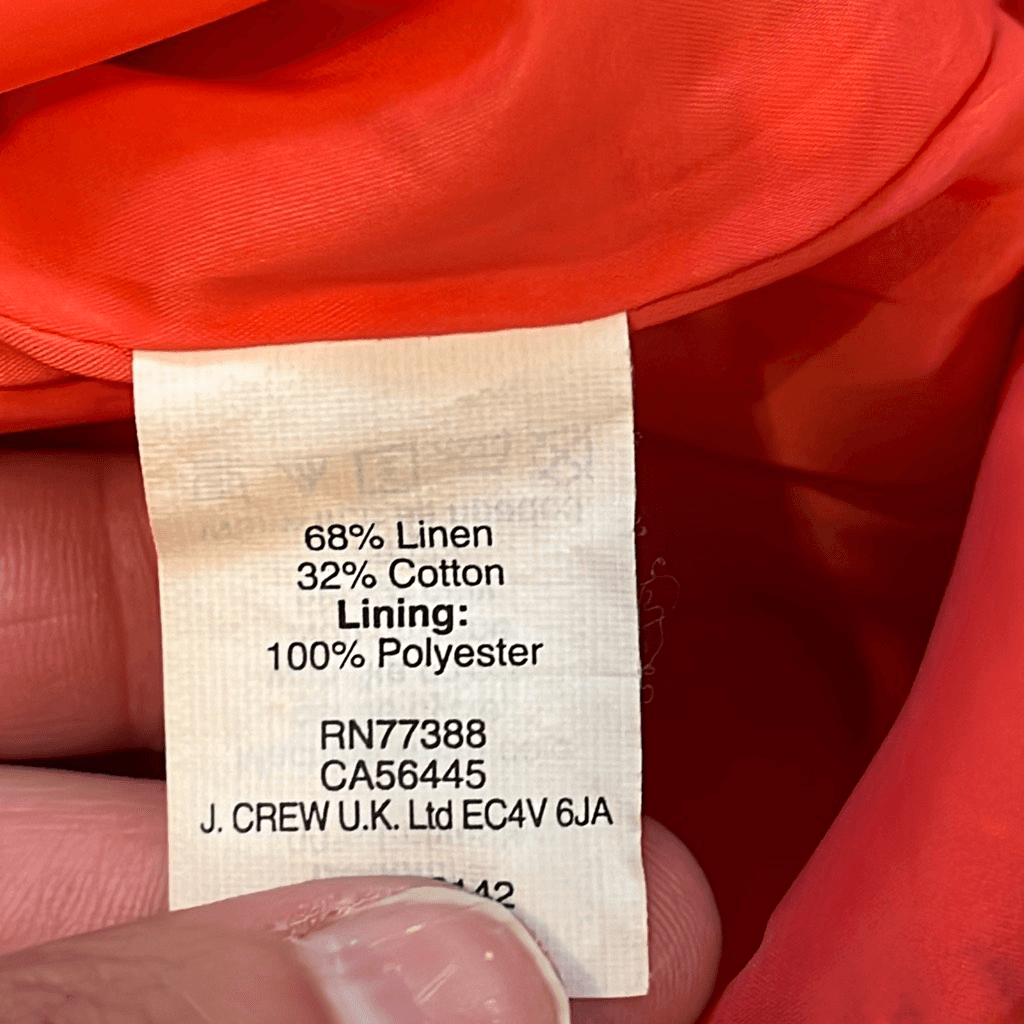 68% Linen
32% Cotton
Lining:
100% Polyester
RN77388
CA56445
J. CREW U.K. Ltd EC4V 6JA